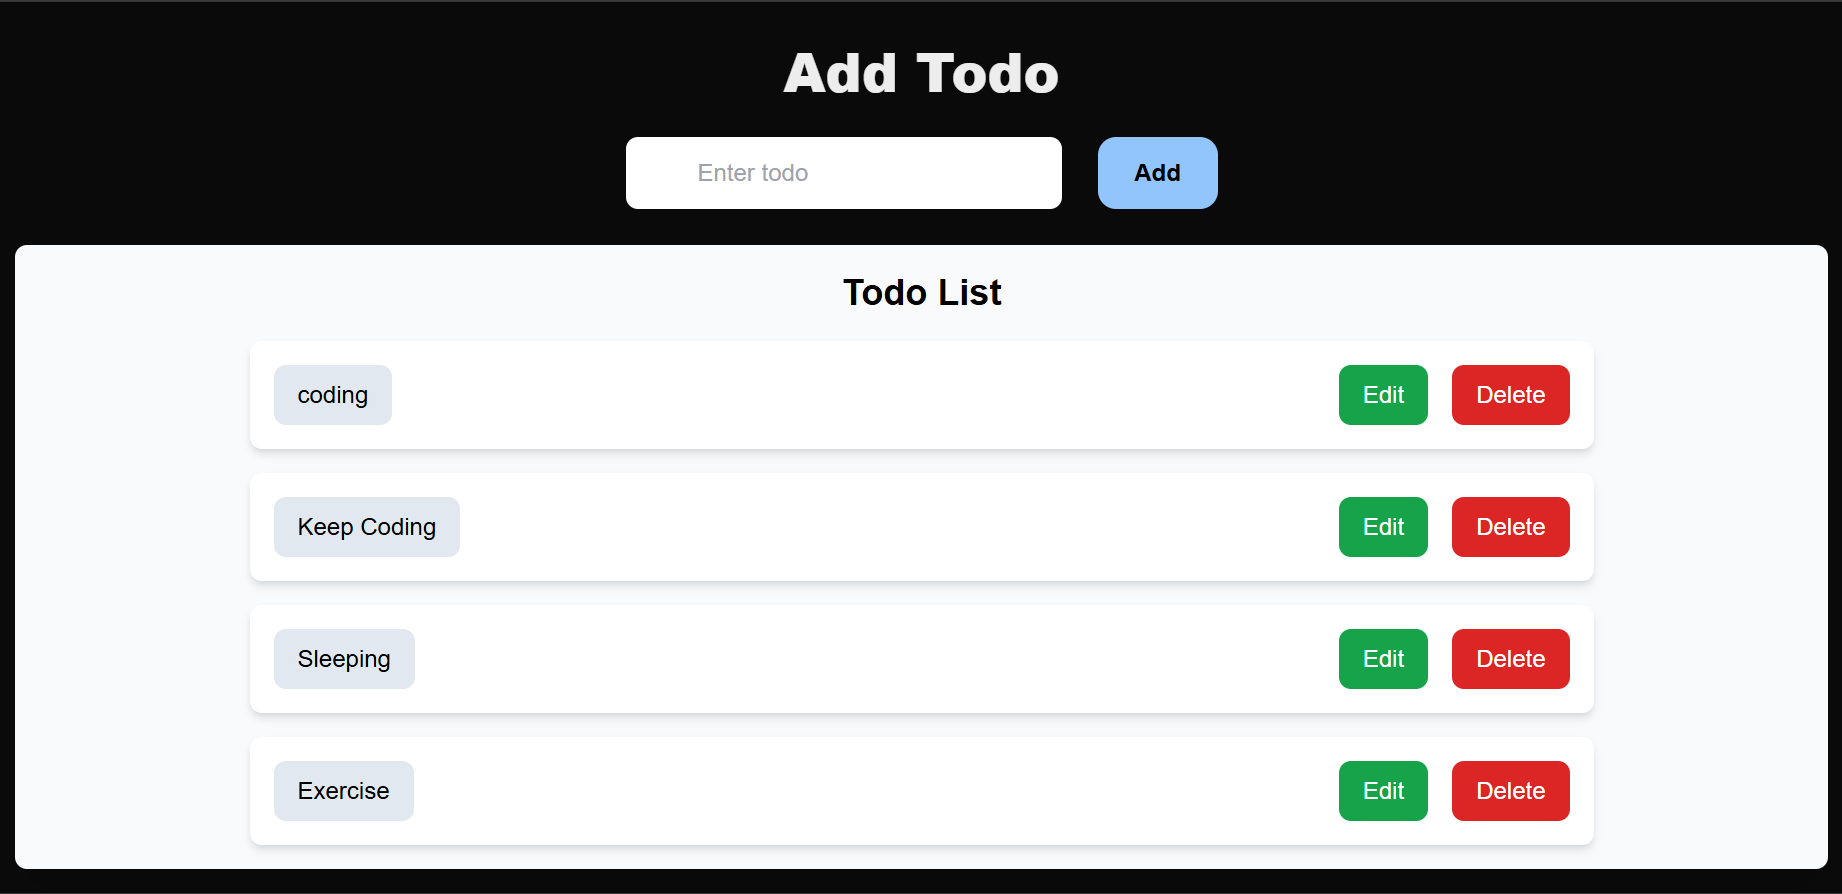 Add Todo
Enter todo Add
Todo List
coding Edit Delete
Keep Coding Edit Delete
Sleeping Edit Delete
Exercise Edit Delete